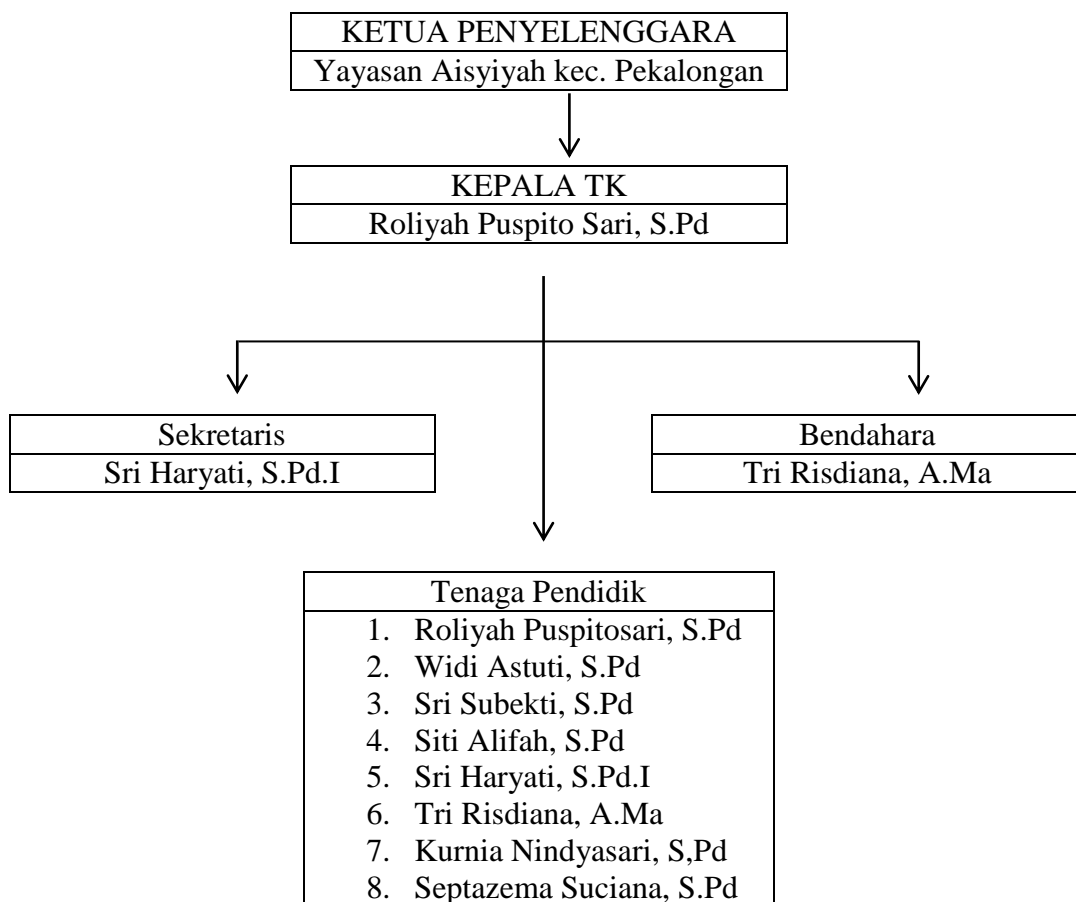 KETUA PENYELENGGARA
Yayasan Aisyiyah kec. Pekalongan
KEPALA TK
Roliyah Puspito Sari, S.Pd
Sekretaris
Sri Haryati, S.Pd.I
Bendahara
Tri Risdiana, A.Ma
Tenaga Pendidik
1. Roliyah Puspitosari, S.Pd
2. Widi Astuti, S.Pd
3. Sri Subekti, S.Pd
4. Siti Alifah, S.Pd
5. Sri Haryati, S.Pd.I
6. Tri Risdiana, A.Ma
7. Kurnia Nindyasari, S,Pd
8. Septazema Suciana, S.Pd